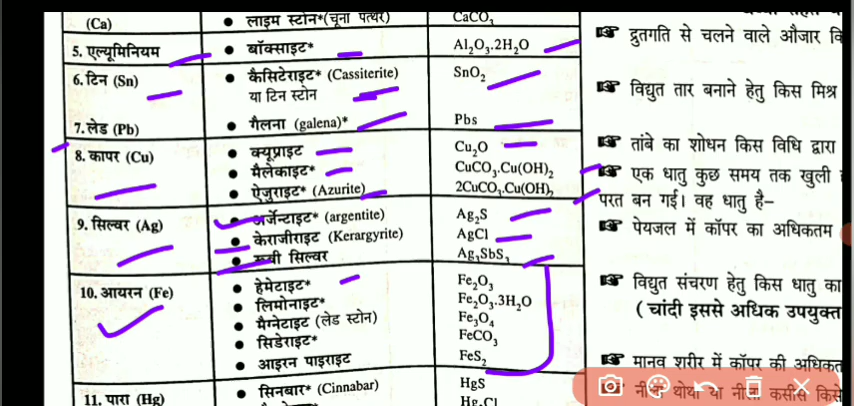 (Ca)
लाइम स्टोन*(चूना पत्थर)
CaCO₃
5. एल्यूमिनियम
बॉक्साइट*
Al₂O₃.2H₂O
6. टिन (Sn)
कैसिटेराइट* (Cassiterite)
या टिन स्टोन
SnO₂
7. लेड (Pb)
गैलना (galena)*
Pbs
8. कापर (Cu)
क्यूप्राइट
Cu₂O
मैलेकाइट*
CuCO₃.Cu(OH)₂
ऐजुराइट* (Azurite)
2CuCO₃.Cu(OH)₂
9. सिल्वर (Ag)
अर्जेन्टाइट* (argentite)
Ag₂S
केराजीराइट (Kerargyrite)
AgCl
रूबी सिल्वर
Ag₃SbS₃
10. आयरन (Fe)
हेमेटाइट*
Fe₂O₃
लिमोनाइट*
Fe₂O₃.3H₂O
मैग्नेटाइट (लेड स्टोन)
Fe₃O₄
सिडेराइट*
FeCO₃
आइरन पाइराइट
FeS₂
11. पारा (Hg)
सिनबार* (Cinnabar)
HgS
द्रुतगति से चलने वाले औजार
विद्युत तार बनाने हेतु किस मिश्र
तांबे का शोधन किस विधि द्वारा
एक धातु कुछ समय तक खुली
परत बन गई। वह धातु है–
पेयजल में कॉपर का अधिकतम
विद्युत संचरण हेतु किस धातु का
(चांदी इससे अधिक उपयुक्त
मानव शरीर में कॉपर की अधिकत
थोथा या कसीस किसे